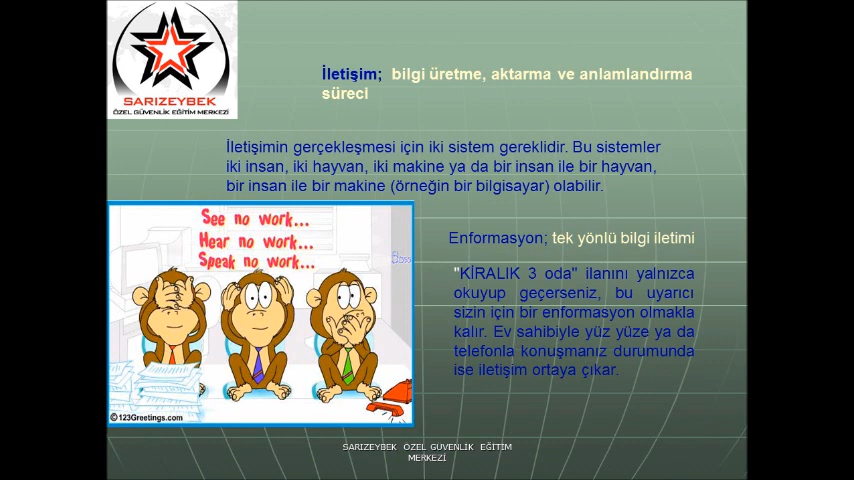 SARIZEYBEK
ÖZEL GÜVENLİK EĞİTİM MERKEZİ
İletişim; bilgi üretme, aktarma ve anlamlandırma
süreci
İletişimin gerçekleşmesi için iki sistem gereklidir. Bu sistemler
iki insan, iki hayvan, iki makine ya da bir insan ile bir hayvan,
bir insan ile bir makine (örneğin bir bilgisayar) olabilir.
See no work...
Hear no work...
Speak no work...
Boss
©123Greetings.com
Enformasyon; tek yönlü bilgi iletimi
"KİRALIK 3 oda" ilanını yalnızca
okuyup geçerseniz, bu uyarıcı
sizin için bir enformasyon olmakla
kalır. Ev sahibiyle yüz yüze ya da
telefonla konuşmanız durumunda
ise iletişim ortaya çıkar.
SARIZEYBEK ÖZEL GÜVENLİK EĞİTİM
MERKEZİ